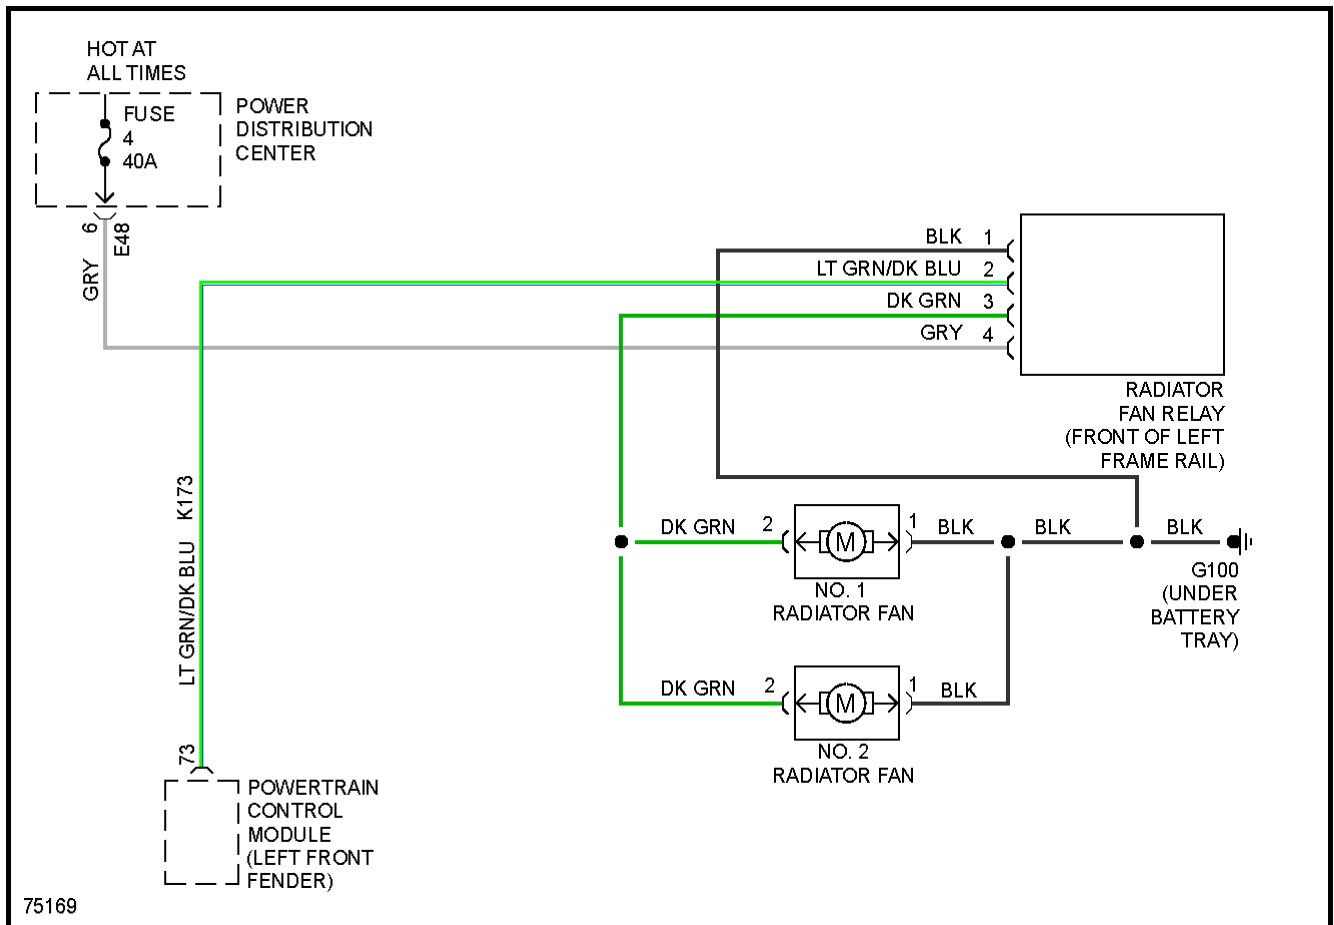 HOT AT
ALL TIMES
FUSE
4
40A
POWER
DISTRIBUTION
CENTER
6
E48
GRY
BLK 1
LT GRN/DK BLU 2
DK GRN 3
GRY 4
RADIATOR
FAN RELAY
(FRONT OF LEFT
FRAME RAIL)
LT GRN/DK BLU K173
DK GRN 2
1 BLK
BLK
BLK
NO. 1
RADIATOR FAN
G100
(UNDER
BATTERY
TRAY)
DK GRN 2
1 BLK
NO. 2
RADIATOR FAN
73
POWERTRAIN
CONTROL
MODULE
(LEFT FRONT
FENDER)
M
M
75169